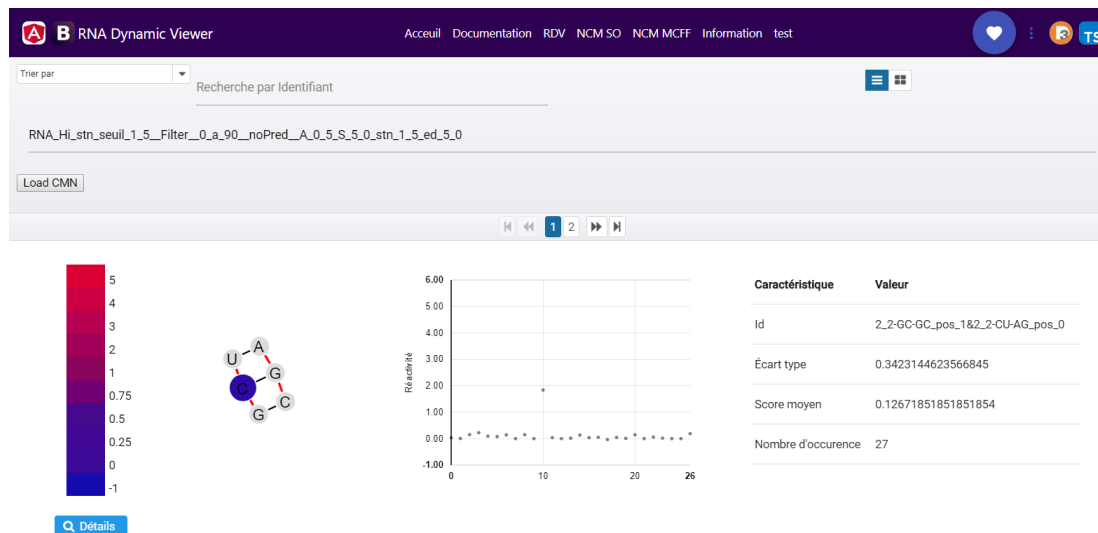 B RNA Dynamic Viewer Acceuil Documentation RDV NCM SO NCM MCFF Information test
Trier par
Recherche par Identifiant
RNA_Hi_stn_seuil_1_5__Filter__0_a_90__noPred__A_0_5_S_5_0_stn_1_5_ed_5_0
Load CMN
1 2
5
4
3
2
1
0.75
0.5
0.25
0
-1
U A
C G
G C
6.00
5.00
4.00
3.00
2.00
1.00
0.00
-1.00
Réactivité
0 10 20 26
Caractéristique Valeur
Id 2_2-GC-GC_pos_1&2_2-CU-AG_pos_0
Écart type 0.3423144623566845
Score moyen 0.12671851851851854
Nombre d'occurence 27
Détails